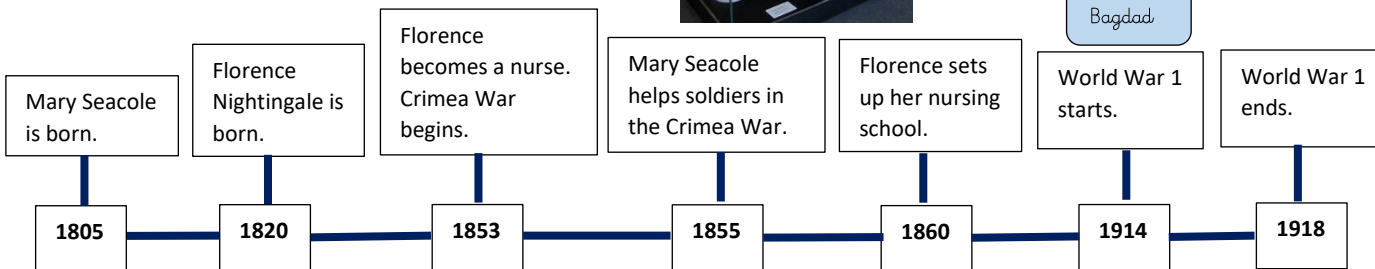 Bagdad
Mary Seacole
is born.
Florence
Nightingale is
born.
Florence
becomes a nurse.
Crimea War
begins.
Mary Seacole
helps soldiers in
the Crimea War.
Florence sets
up her nursing
school.
World War 1
starts.
World War 1
ends.
1805
1820
1853
1855
1860
1914
1918